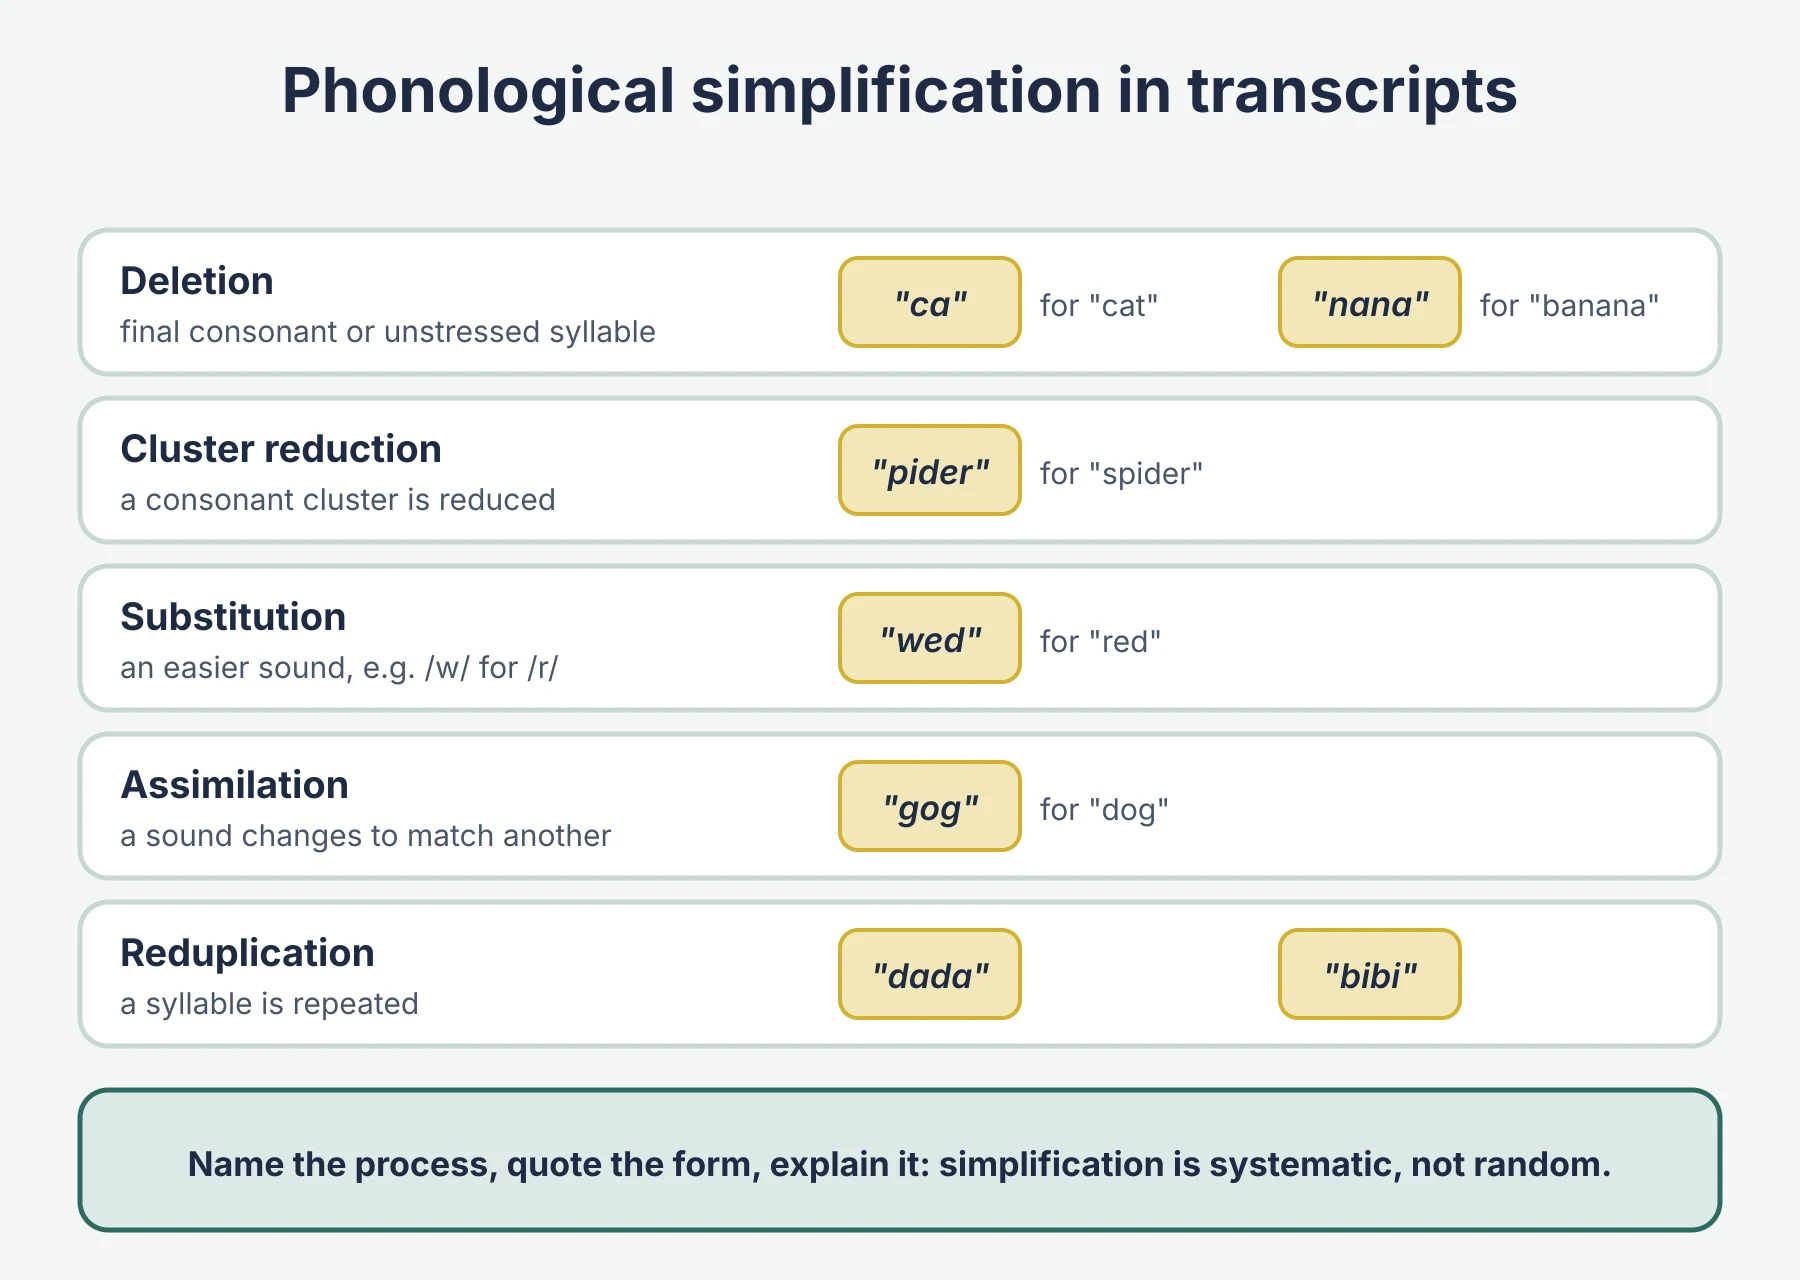 Phonological simplification in transcripts
Deletion
final consonant or unstressed syllable
"ca" for "cat" "nana" for "banana"
Cluster reduction
a consonant cluster is reduced
"pider" for "spider"
Substitution
an easier sound, e.g. /w/ for /r/
"wed" for "red"
Assimilation
a sound changes to match another
"gog" for "dog"
Reduplication
a syllable is repeated
"dada" "bibi"
Name the process, quote the form, explain it: simplification is systematic, not random.